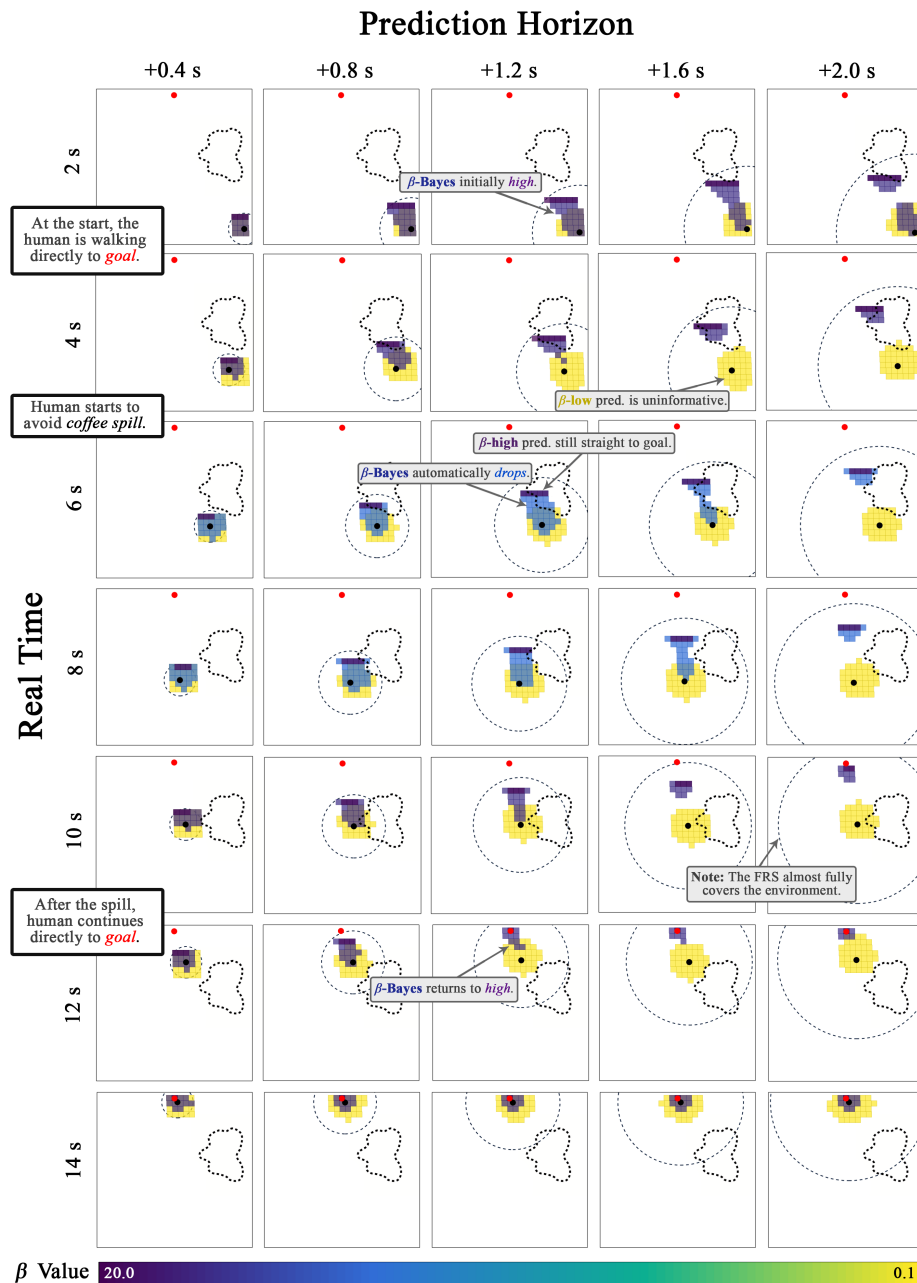 Prediction Horizon
+0.4 s
+0.8 s
+1.2 s
+1.6 s
+2.0 s
2 s
β-Bayes initially high.
At the start, the
human is walking
directly to goal.
4 s
β-low pred. is uninformative.
Human starts to
avoid coffee spill.
β-high pred. still straight to goal.
β-Bayes automatically drops.
6 s
Real Time
8 s
10 s
Note: The FRS almost fully
covers the environment.
After the spill,
human continues
directly to goal.
12 s
β-Bayes returns to high.
14 s
β Value
20.0
0.1